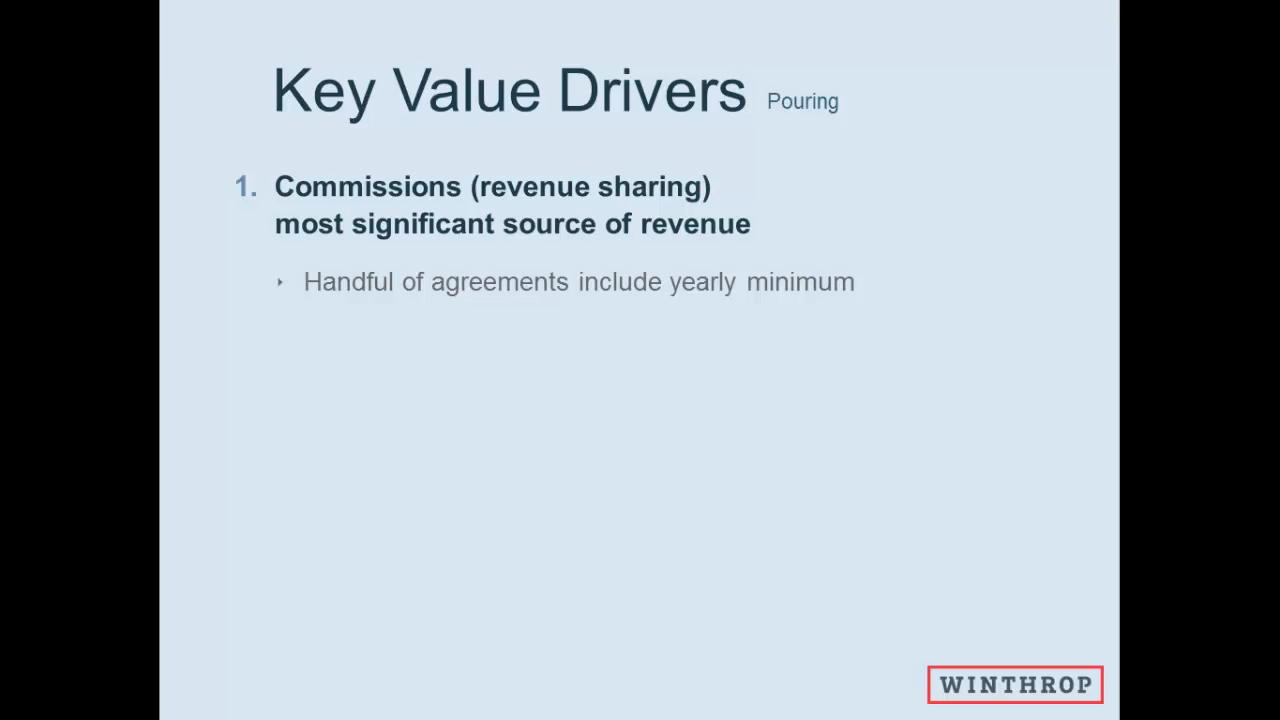 Key Value Drivers Pouring
1. Commissions (revenue sharing)
most significant source of revenue
‣ Handful of agreements include yearly minimum
WINTHROP